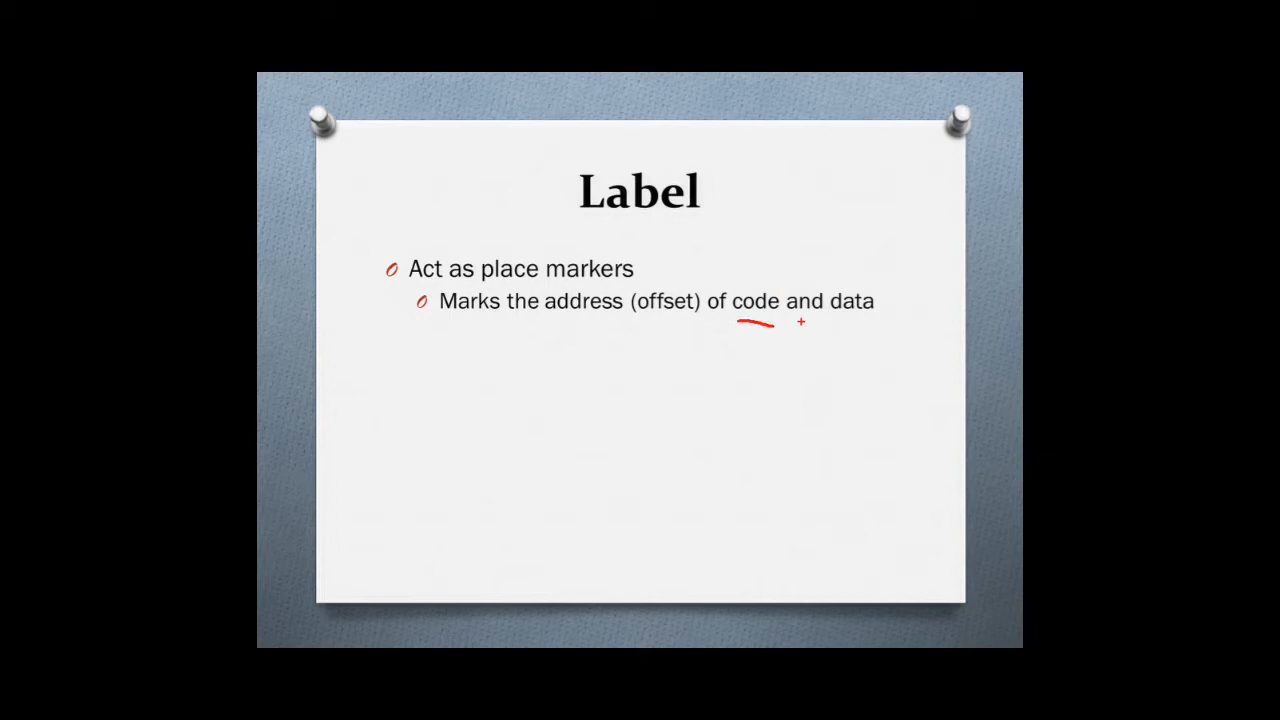 Label
Act as place markers
Marks the address (offset) of code and data